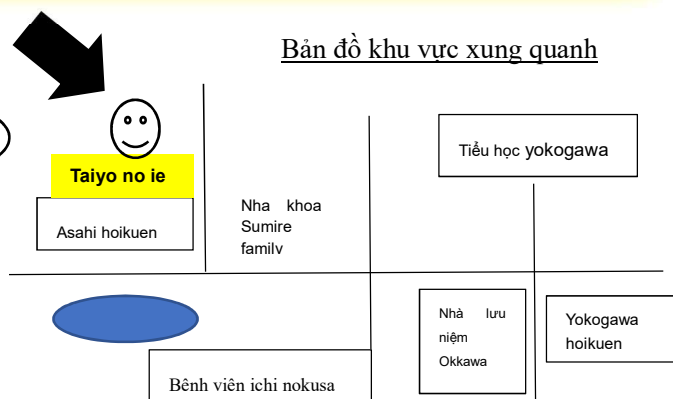 Bản đồ khu vực xung quanh
Tiểu học yokogawa
Taiyo no ie
Asahi hoikuen
Nha khoa
Sumire
family
Nhà lưu
niệm
Okkawa
Yokogawa
hoikuen
Bênh viên ichi nokusa